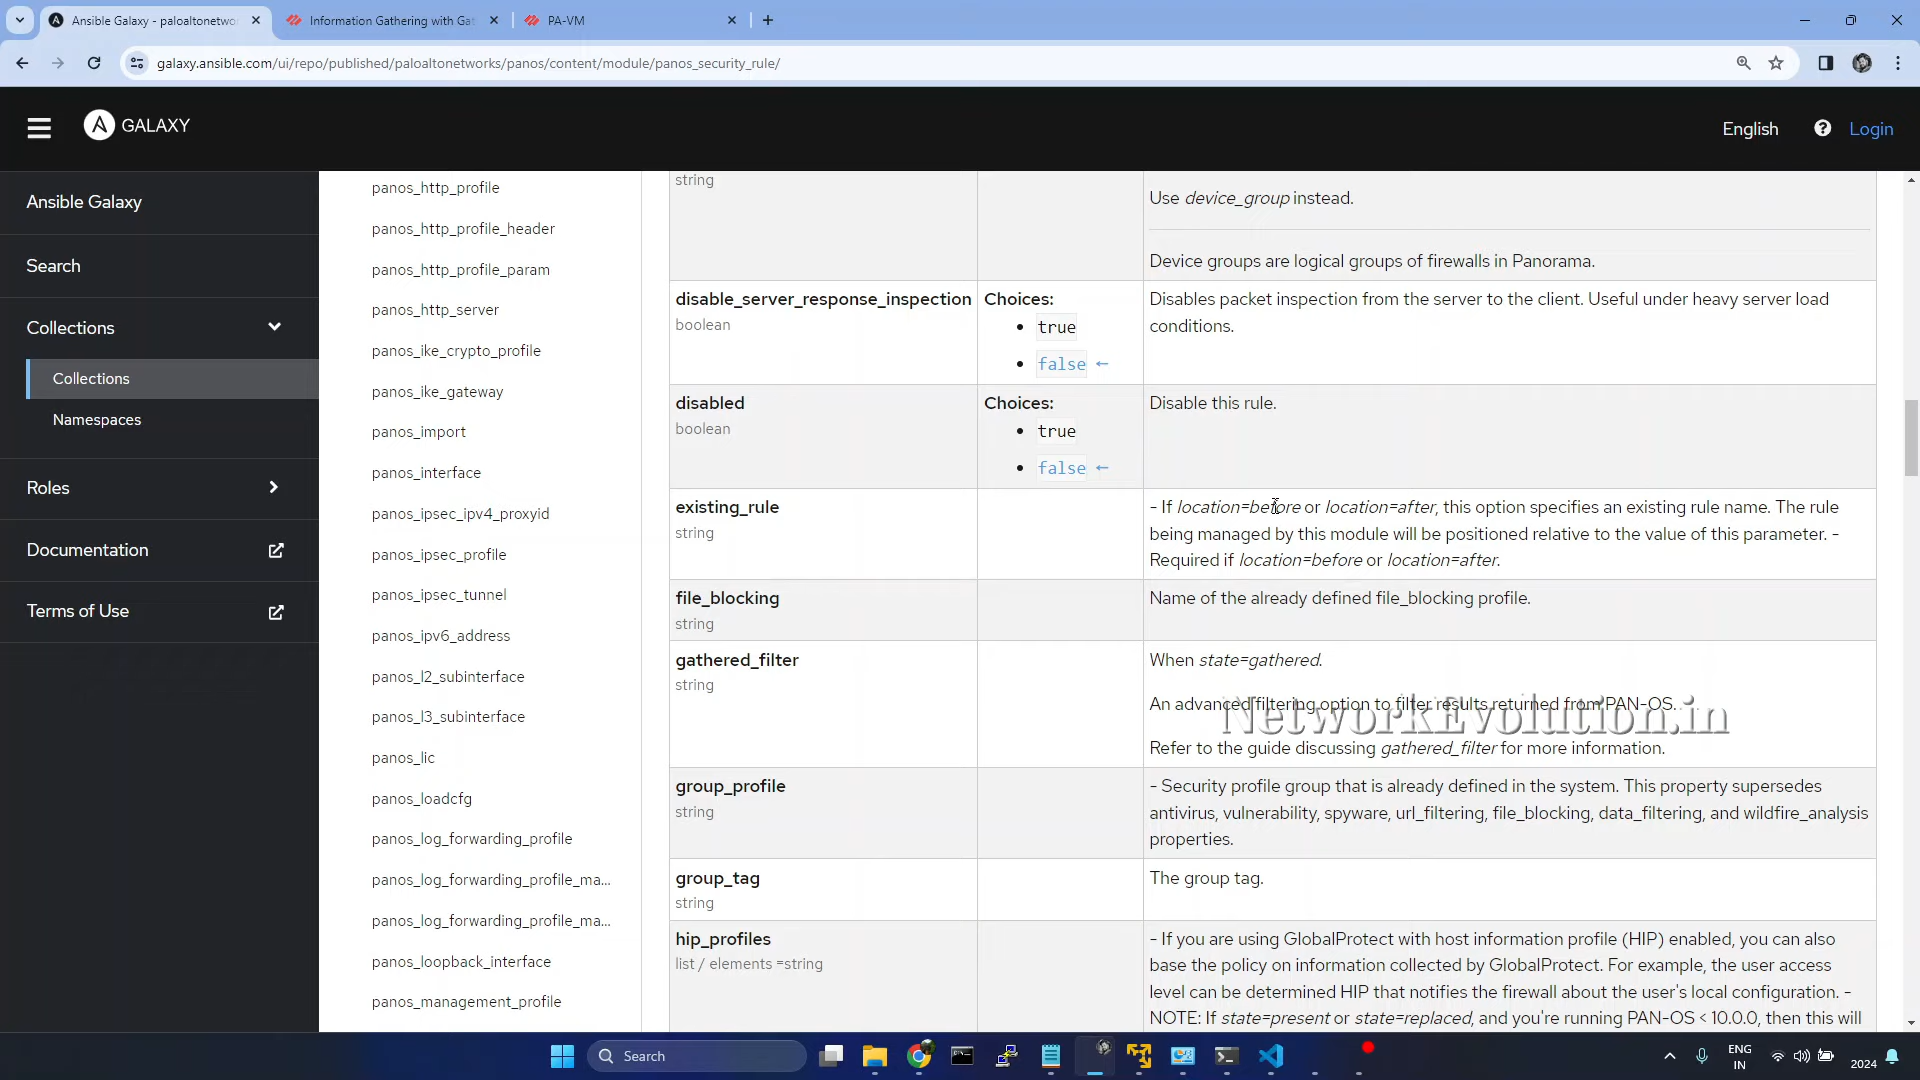 Ansible Galaxy - paloaltonetwo
Information Gathering with Gat
PA-VM
galaxy.ansible.com/ui/repo/published/paloaltonetworks/panos/content/module/panos_security_rule/
GALAXY
English
Login
Ansible Galaxy
Search
Collections
Collections
Namespaces
Roles
Documentation
Terms of Use
panos_http_profile
panos_http_profile_header
panos_http_profile_param
panos_http_server
panos_ike_crypto_profile
panos_ike_gateway
panos_import
panos_interface
panos_ipsec_ipv4_proxyid
panos_ipsec_profile
panos_ipsec_tunnel
panos_ipv6_address
panos_l2_subinterface
panos_l3_subinterface
panos_lic
panos_loadcfg
panos_log_forwarding_profile
panos_log_forwarding_profile_ma...
panos_log_forwarding_profile_ma...
panos_loopback_interface
panos_management_profile
string
Use device_group instead.
Device groups are logical groups of firewalls in Panorama.
disable_server_response_inspection
boolean
Choices:
• true
• false ←
Disables packet inspection from the server to the client. Useful under heavy server load
conditions.
disabled
boolean
Choices:
• true
• false ←
Disable this rule.
existing_rule
string
- If location=before or location=after, this option specifies an existing rule name. The rule
being managed by this module will be positioned relative to the value of this parameter. -
Required if location=before or location=after.
file_blocking
string
Name of the already defined file_blocking profile.
gathered_filter
string
When state=gathered.
An advanced filtering option to filter results returned from PAN-OS.
NetworkEvolution.in
Refer to the guide discussing gathered_filter for more information.
group_profile
string
- Security profile group that is already defined in the system. This property supersedes
antivirus, vulnerability, spyware, url_filtering, file_blocking, data_filtering, and wildfire_analysis
properties.
group_tag
string
The group tag.
hip_profiles
list / elements =string
- If you are using GlobalProtect with host information profile (HIP) enabled, you can also
base the policy on information collected by GlobalProtect. For example, the user access
level can be determined HIP that notifies the firewall about the user's local configuration. -
NOTE: If state=present or state=replaced, and you're running PAN-OS < 10.0.0, then this will
Search
ENG
IN
2024